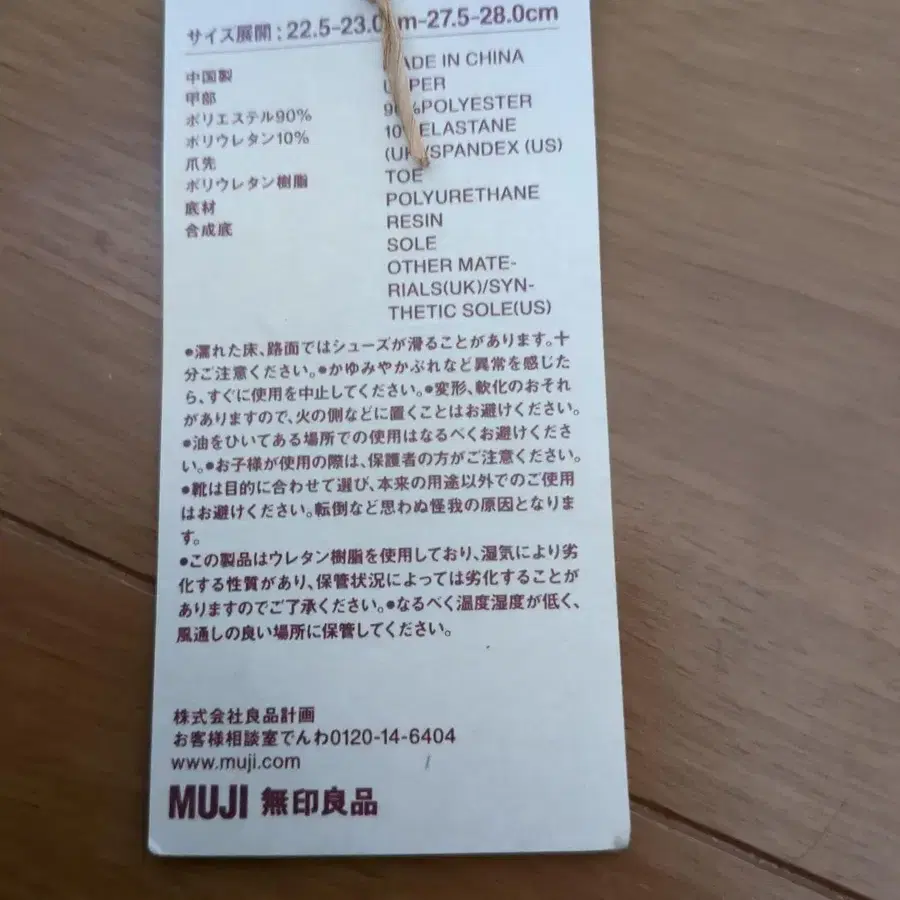 サイズ展開：22.5-23.0cm-27.5-28.0cm
中国製
甲部
ポリエステル90%
ポリウレタン10%
爪先
ポリウレタン樹脂
底材
合成底
MADE IN CHINA
UPPER
90%POLYESTER
10%ELASTANE
(UK)/SPANDEX (US)
TOE
POLYURETHANE
RESIN
SOLE
OTHER MATE-
RIALS(UK)/SYN-
THETIC SOLE(US)
●濡れた床、路面ではシューズが滑ることがあります。十
分ご注意ください。●かゆみやかぶれなど異常を感じた
ら、すぐに使用を中止してください。●変形、軟化のおそれ
がありますので、火の側などに置くことはお避けください。
●油をひいてある場所での使用はなるべくお避けくださ
い。●お子様が使用の際は、保護者の方がご注意ください。
●靴は目的に合わせて選び、本来の用途以外でのご使用
はお避けください。転倒など思わぬ怪我の原因となりま
す。
●この製品はウレタン樹脂を使用しており、湿気により劣
化する性質があり、保管状況によっては劣化することが
ありますのでご了承ください。●なるべく温度湿度が低く、
風通しの良い場所に保管してください。
株式会社良品計画
お客様相談室でんわ0120-14-6404
www.muji.com
MUJI 無印良品